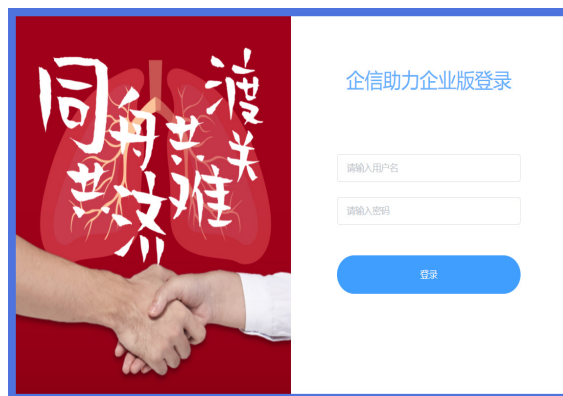 同舟共济
共渡难关
企信助力企业版登录
请输入用户名
请输入密码
登录